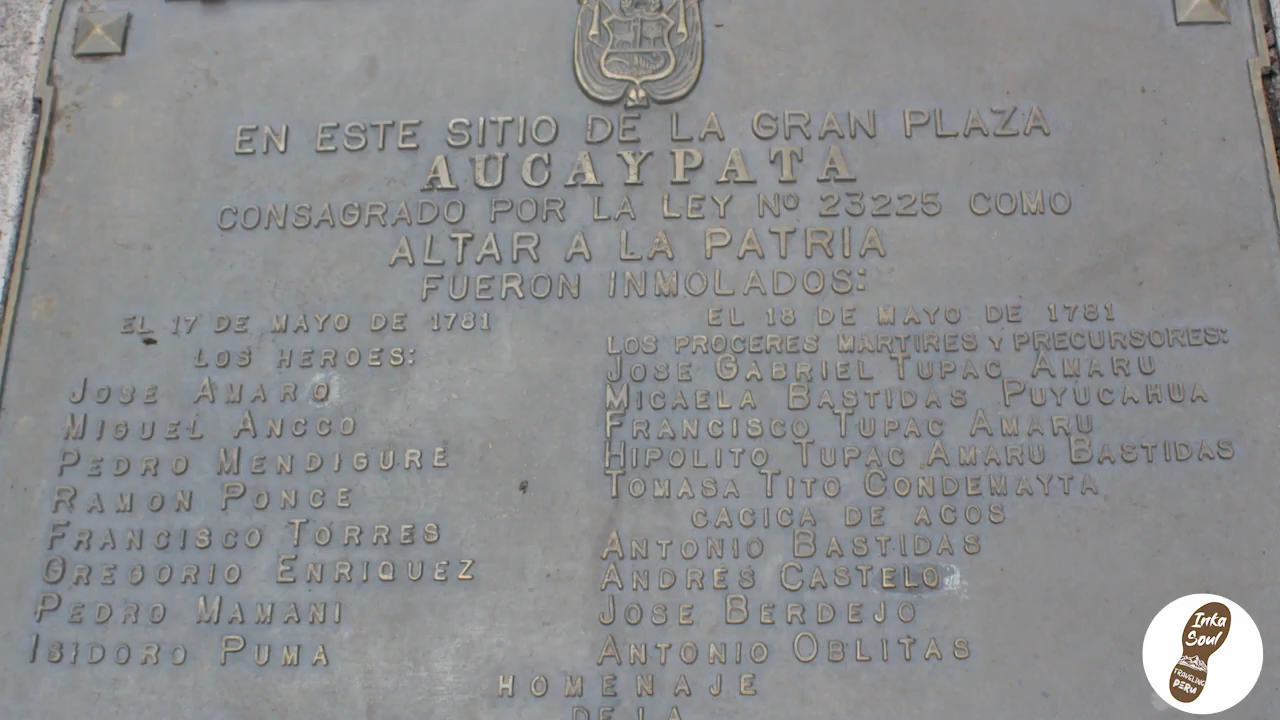 EN ESTE SITIO DE LA GRAN PLAZA
AUCAYPATA
CONSAGRADO POR LA LEY Nº 23225 COMO
ALTAR A LA PATRIA
FUERON INMOLADOS:
EL 17 DE MAYO DE 1781
LOS HEROES:
JOSE AMARO
MIGUEL ANCCO
PEDRO MENDIGURE
RAMON PONCE
FRANCISCO TORRES
GREGORIO ENRIQUEZ
PEDRO MAMANI
ISIDORO PUMA
EL 18 DE MAYO DE 1781
LOS PROCERES MARTIRES Y PRECURSORES:
JOSE GABRIEL TUPAC AMARU
MICAELA BASTIDAS PUYUCAHUA
FRANCISCO TUPAC AMARU
HIPOLITO TUPAC AMARU BASTIDAS
TOMASA TITO CONDEMAYTA
CACICA DE ACOS
ANTONIO BASTIDAS
ANDRES CASTELO
JOSE BERDEJO
ANTONIO OBLITAS
HOMENAJE
DE LA
Inka
Soul
TRAVELING
PERU